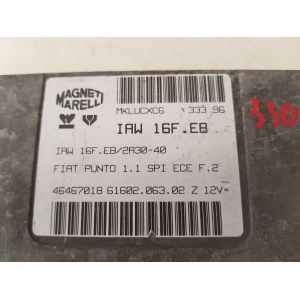 MAGNETI
MARELLI
MKLUCXC6 333 96
IAW 16F.EB
IAW 16F.EB/2A30-40
FIAT PUNTO 1.1 SPI ECE F.2
46467018 61602.063.02 Z 12V=
330